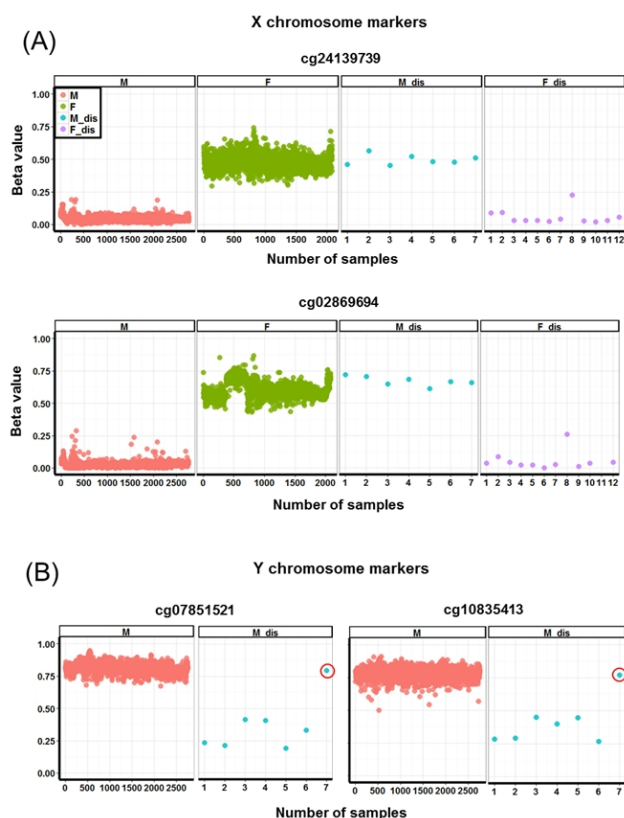 X chromosome markers
(A)
cg24139739
M F M_dis F_dis
M
F
M_dis
F_dis
1.00
0.75
0.50
0.25
0.00
Beta value
0 500 1000 1500 2000 2500 0 500 1000 1500 2000 1 2 3 4 5 6 7 1 2 3 4 5 6 7 8 9 10 11 12
Number of samples
cg02869694
M F M_dis F_dis
1.00
0.75
0.50
0.25
0.00
Beta value
0 500 1000 1500 2000 2500 0 500 1000 1500 2000 1 2 3 4 5 6 7 1 2 3 4 5 6 7 8 9 10 11 12
Number of samples
(B)
Y chromosome markers
cg07851521 cg10835413
M M_dis M M_dis
1.00
0.75
0.50
0.25
0.00
Beta value
0 500 1000 1500 2000 2500 1 2 3 4 5 6 7 0 500 1000 1500 2000 2500 1 2 3 4 5 6 7
Number of samples